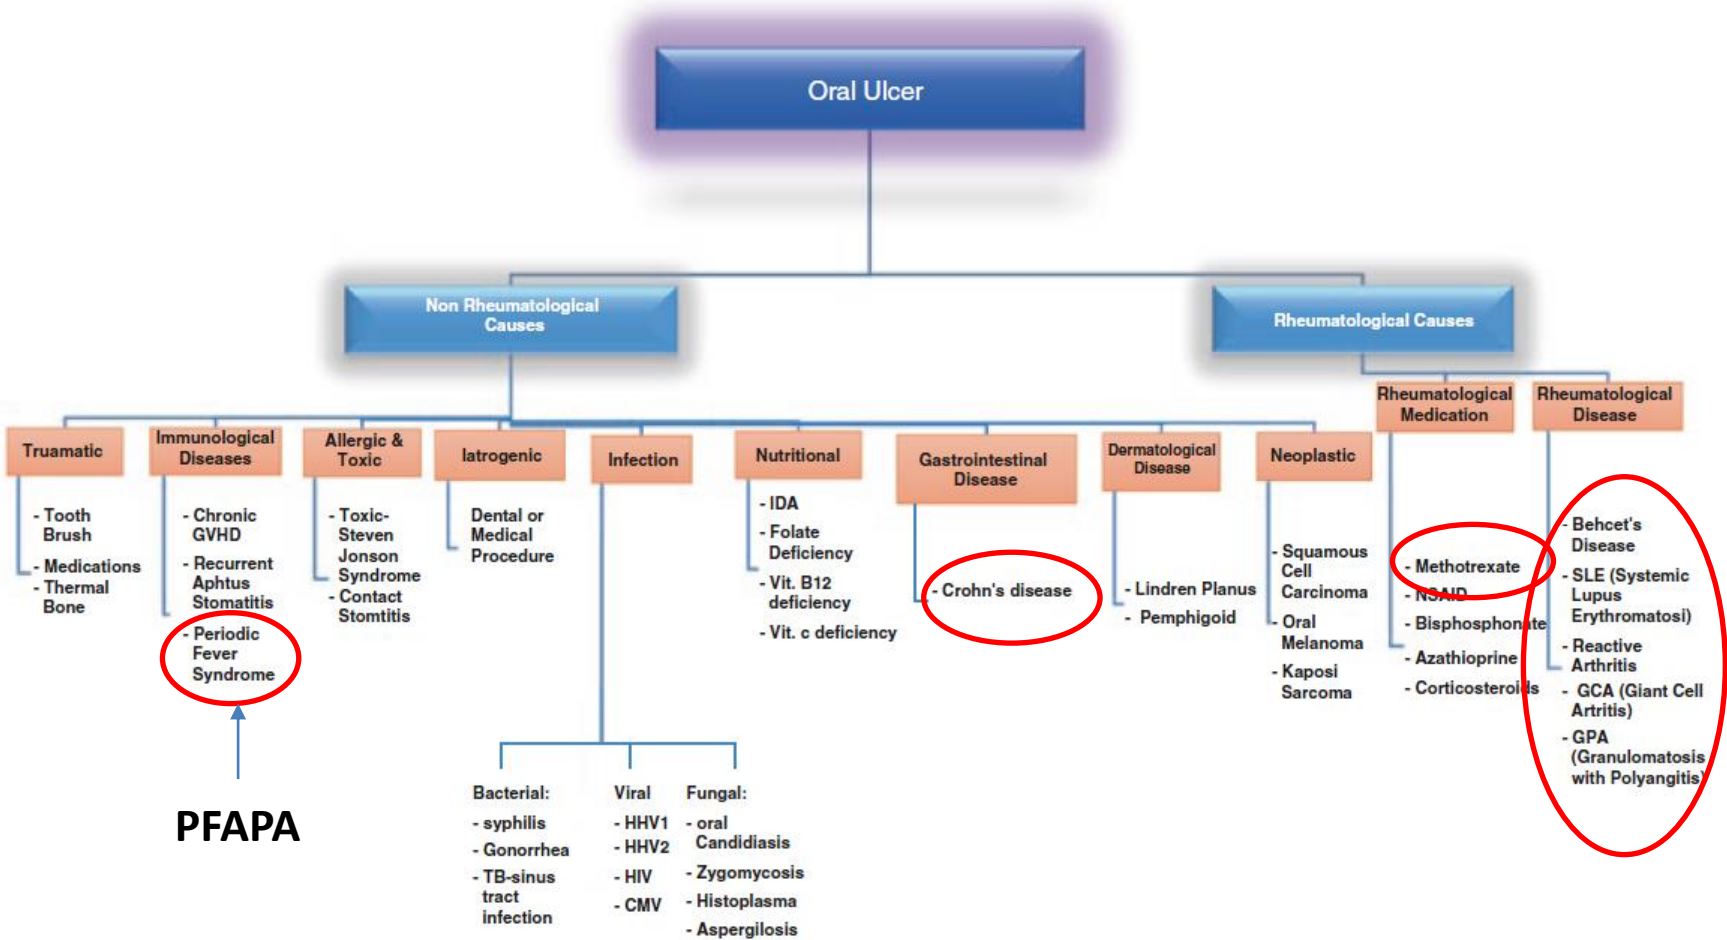 Oral Ulcer
Non Rheumatological
Causes
Rheumatological Causes
Truamatic
- Tooth
Brush
- Medications
- Thermal
Bone
Immunological
Diseases
- Chronic
GVHD
- Recurrent
Aphtus
Stomatitis
- Periodic
Fever
Syndrome
PFAPA
Allergic &
Toxic
- Toxic-
Steven
Jonson
Syndrome
- Contact
Stomtitis
Iatrogenic
Dental or
Medical
Procedure
Infection
Bacterial:
- syphilis
- Gonorrhea
- TB-sinus
tract
infection
Viral
- HHV1
- HHV2
- HIV
- CMV
Fungal:
- oral
Candidiasis
- Zygomycosis
- Histoplasma
- Aspergilosis
Nutritional
- IDA
- Folate
Deficiency
- Vit. B12
deficiency
- Vit. c deficiency
Gastrointestinal
Disease
- Crohn's disease
Dermatological
Disease
- Lindren Planus
- Pemphigoid
Neoplastic
- Squamous
Cell
Carcinoma
- Oral
Melanoma
- Kaposi
Sarcoma
Rheumatological
Medication
- Methotrexate
- NSAID
- Bisphosphonate
- Azathioprine
- Corticosteroids
Rheumatological
Disease
- Behcet's
Disease
- SLE (Systemic
Lupus
Erythromatosi)
- Reactive
Arthritis
- GCA (Giant Cell
Artritis)
- GPA
(Granulomatosis
with Polyangitis)